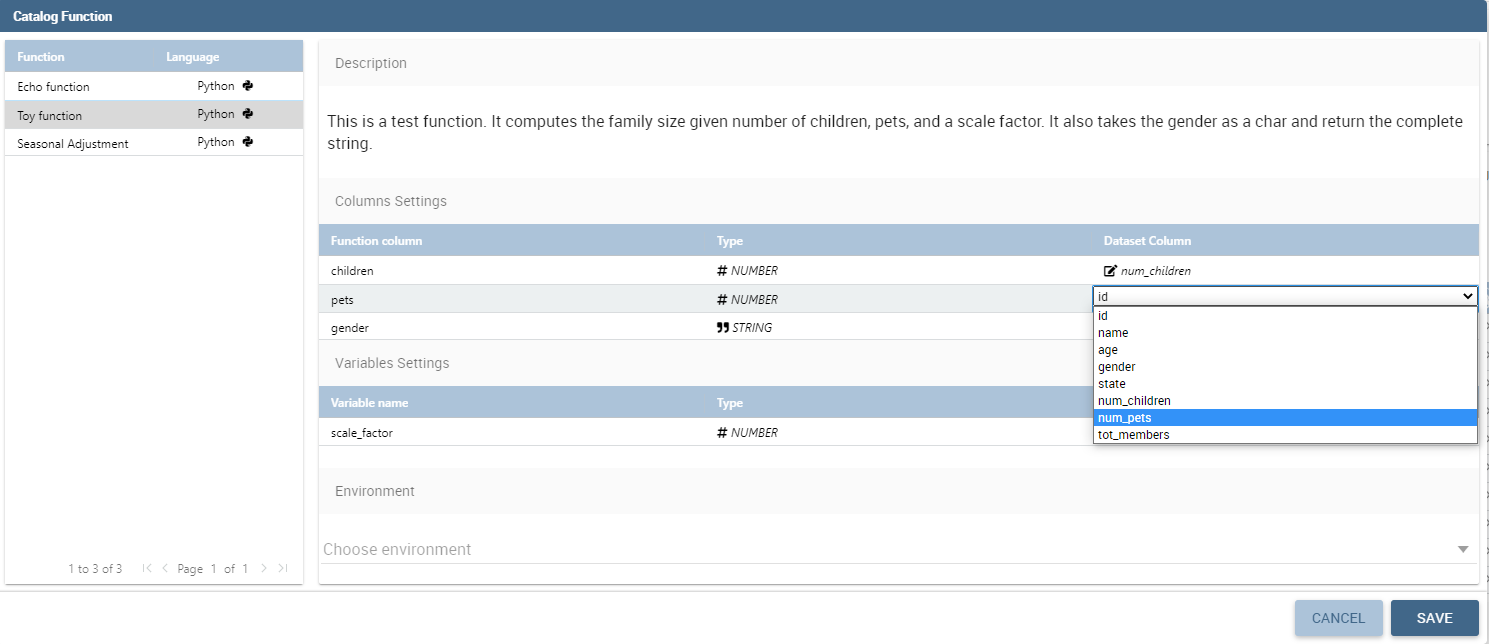 Catalog Function
Function Language
Echo function Python
Toy function Python
Seasonal Adjustment Python
1 to 3 of 3 Page 1 of 1
Description
This is a test function. It computes the family size given number of children, pets, and a scale factor. It also takes the gender as a char and return the complete
string.
Columns Settings
Function column Type Dataset Column
children # NUMBER num_children
pets # NUMBER id
gender STRING
id
name
age
gender
state
num_children
num_pets
tot_members
Variables Settings
Variable name Type
scale_factor # NUMBER
Environment
Choose environment
CANCEL SAVE